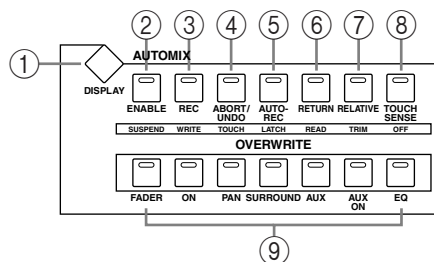 ② ③ ④ ⑤ ⑥ ⑦ ⑧
①
AUTOMIX
DISPLAY
ENABLE REC ABORT/UNDO AUTO-REC RETURN RELATIVE TOUCH SENSE
SUSPEND WRITE TOUCH LATCH READ TRIM OFF
OVERWRITE
FADER ON PAN SURROUND AUX AUX ON EQ
⑨